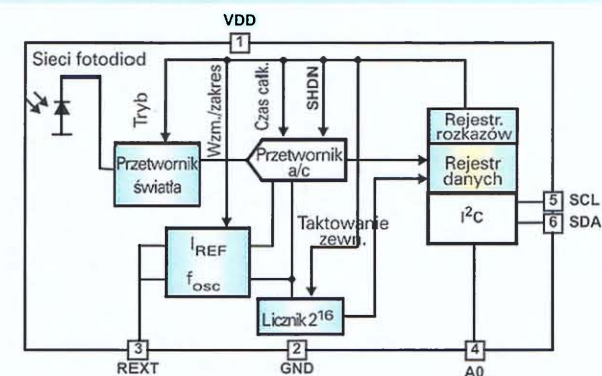 VDD
1
Sieci fotodiod
Tryb
Wzm./zakres
Czas całk.
SHDN
Rejestr.
rozkazów
Przetwornik
światła
Przetwornik
a/c
Rejestr
danych
I²C
5 SCL
6 SDA
Taktowanie
zewn.
IREF
fosc
Licznik 2¹⁶
3
REXT
2
GND
4
A0